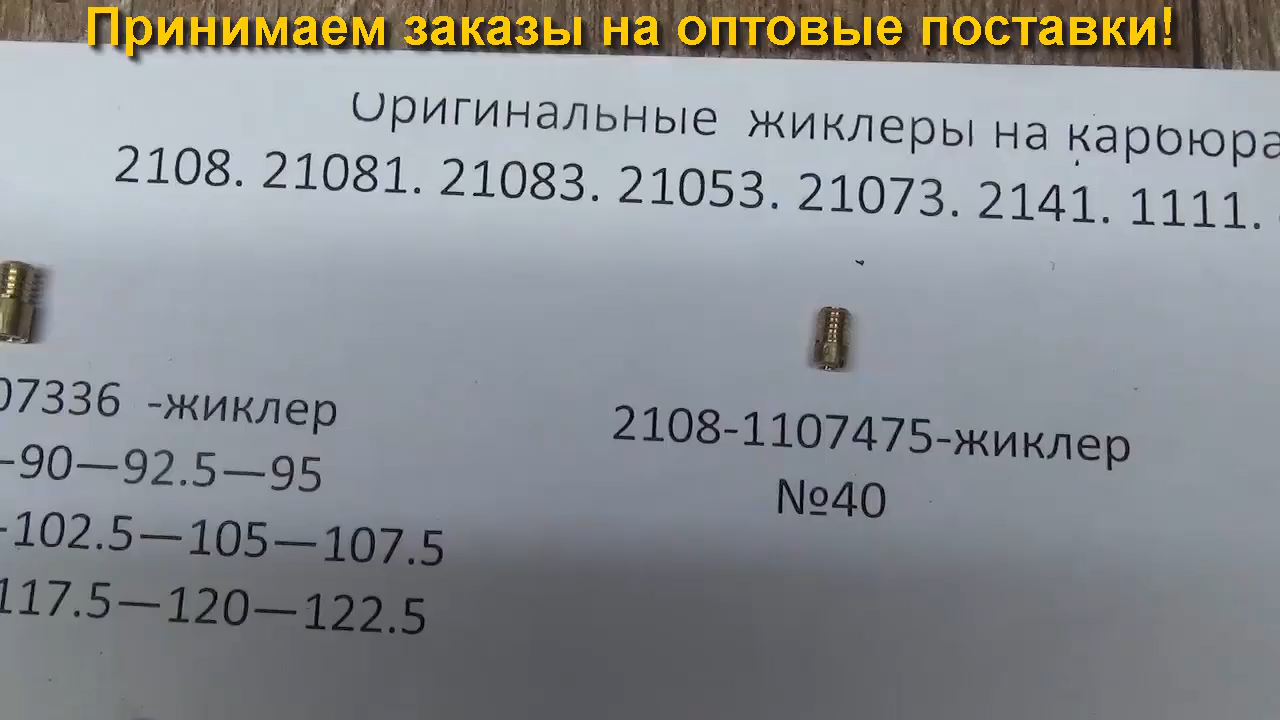 Принимаем заказы на оптовые поставки!
Оригинальные жиклеры на карбюра
2108. 21081. 21083. 21053. 21073. 2141. 1111.
07336 -жиклер
-90—92.5—95
-102.5—105—107.5
117.5—120—122.5
2108-1107475-жиклер
№40